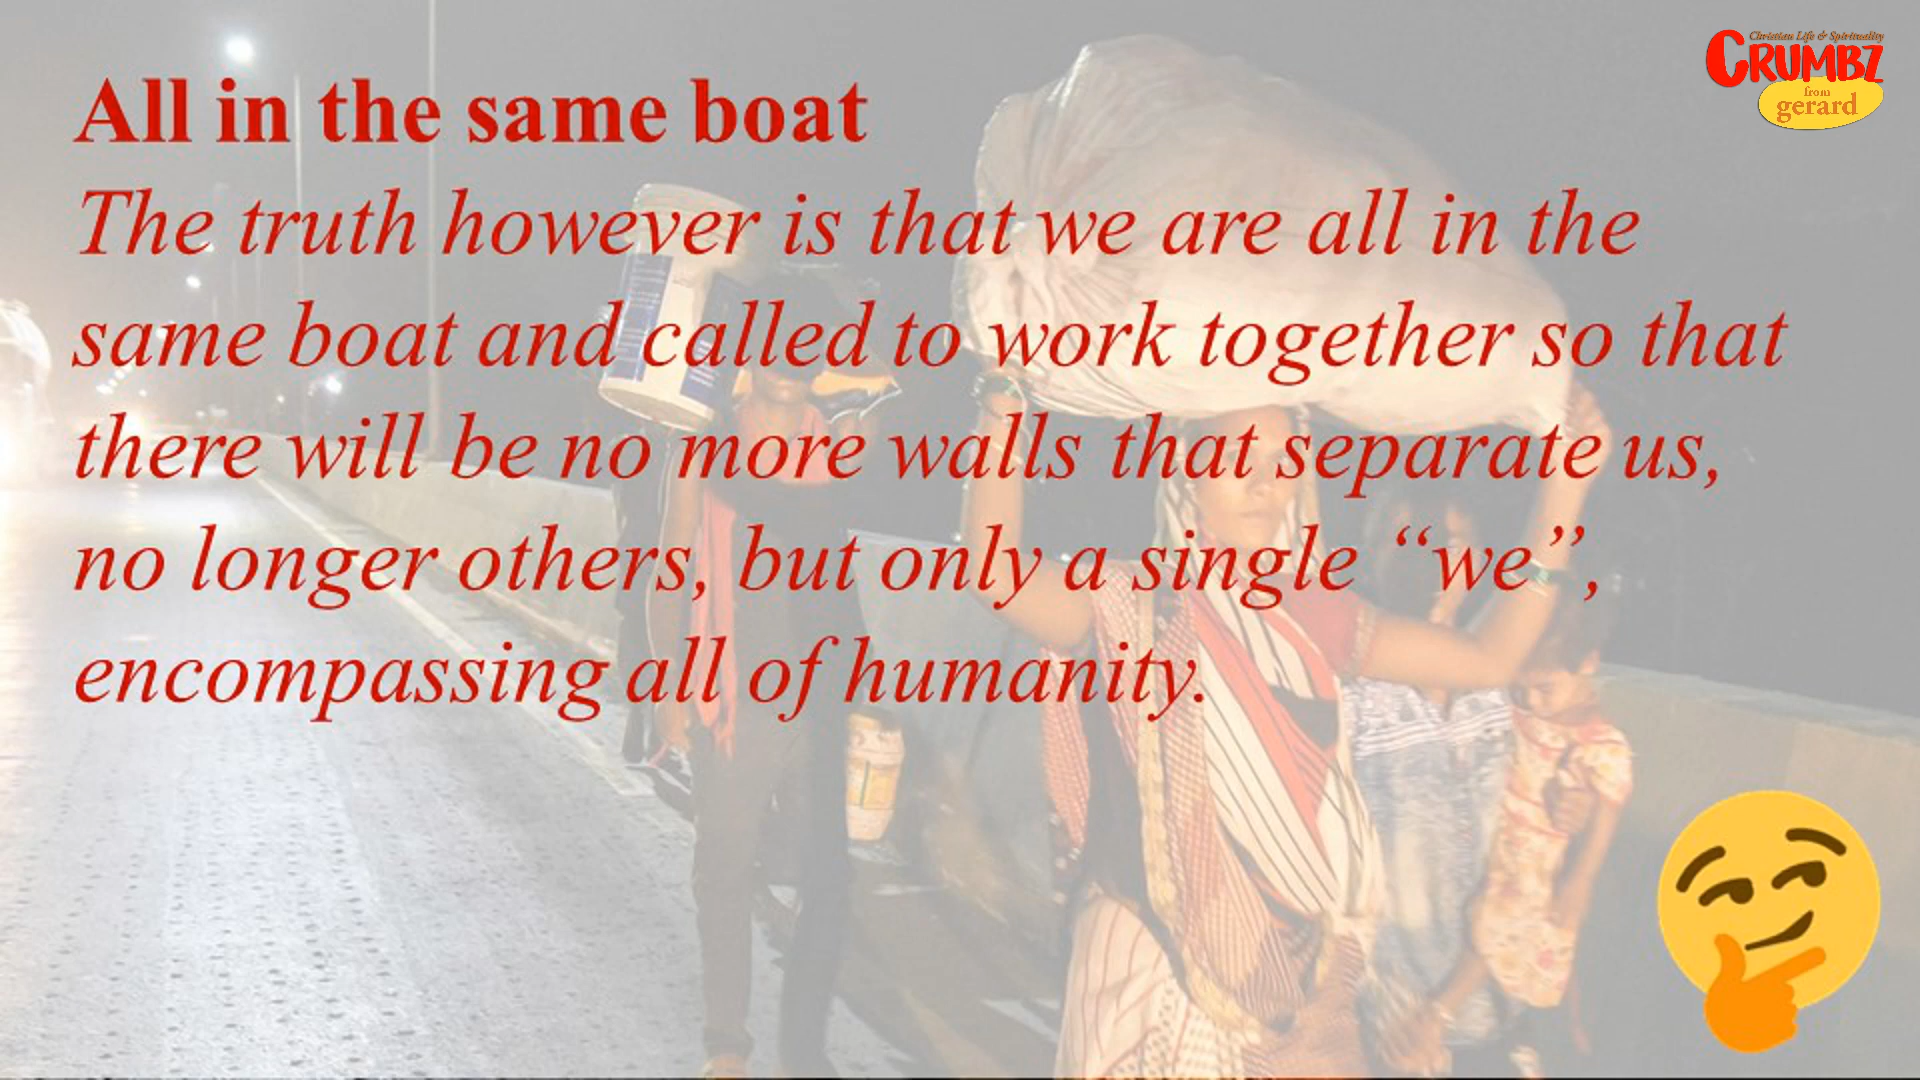 Christian Life & Spirituality
CRUMBZ
from
gerard
All in the same boat
The truth however is that we are all in the
same boat and called to work together so that
there will be no more walls that separate us,
no longer others, but only a single “we”,
encompassing all of humanity.